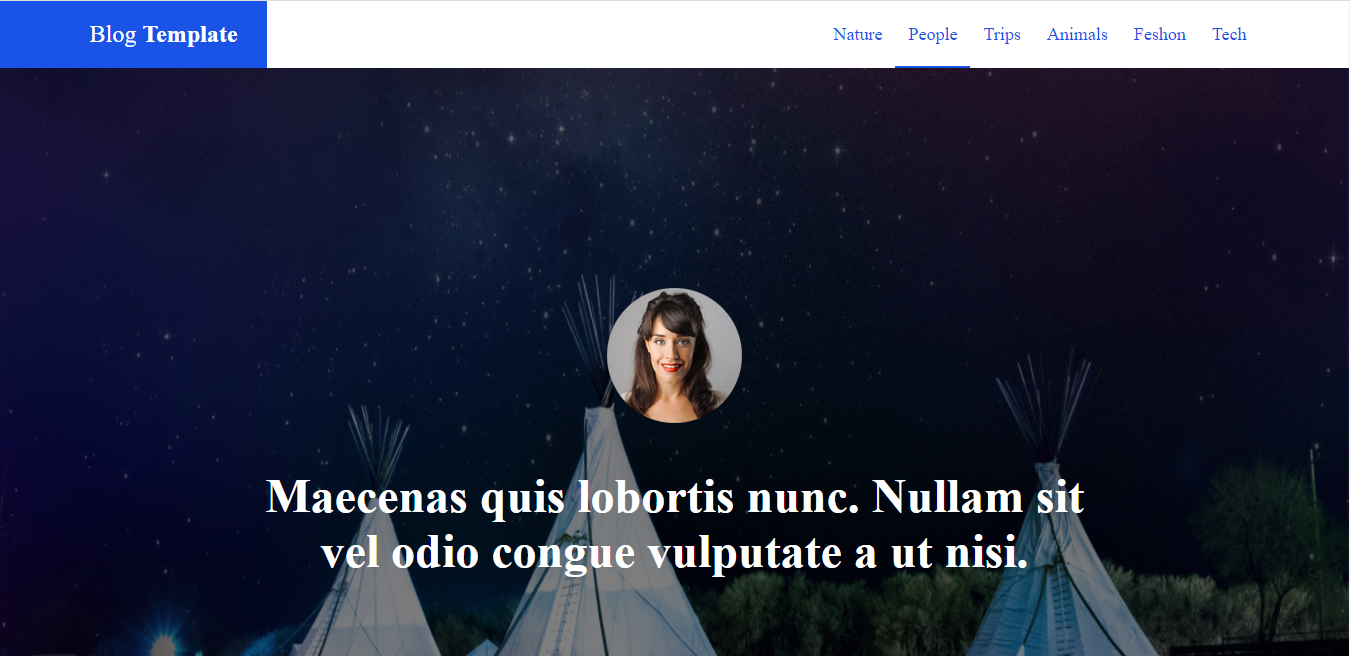 Blog Template
Nature People Trips Animals Feshon Tech
Maecenas quis lobortis nunc. Nullam sit
vel odio congue vulputate a ut nisi.